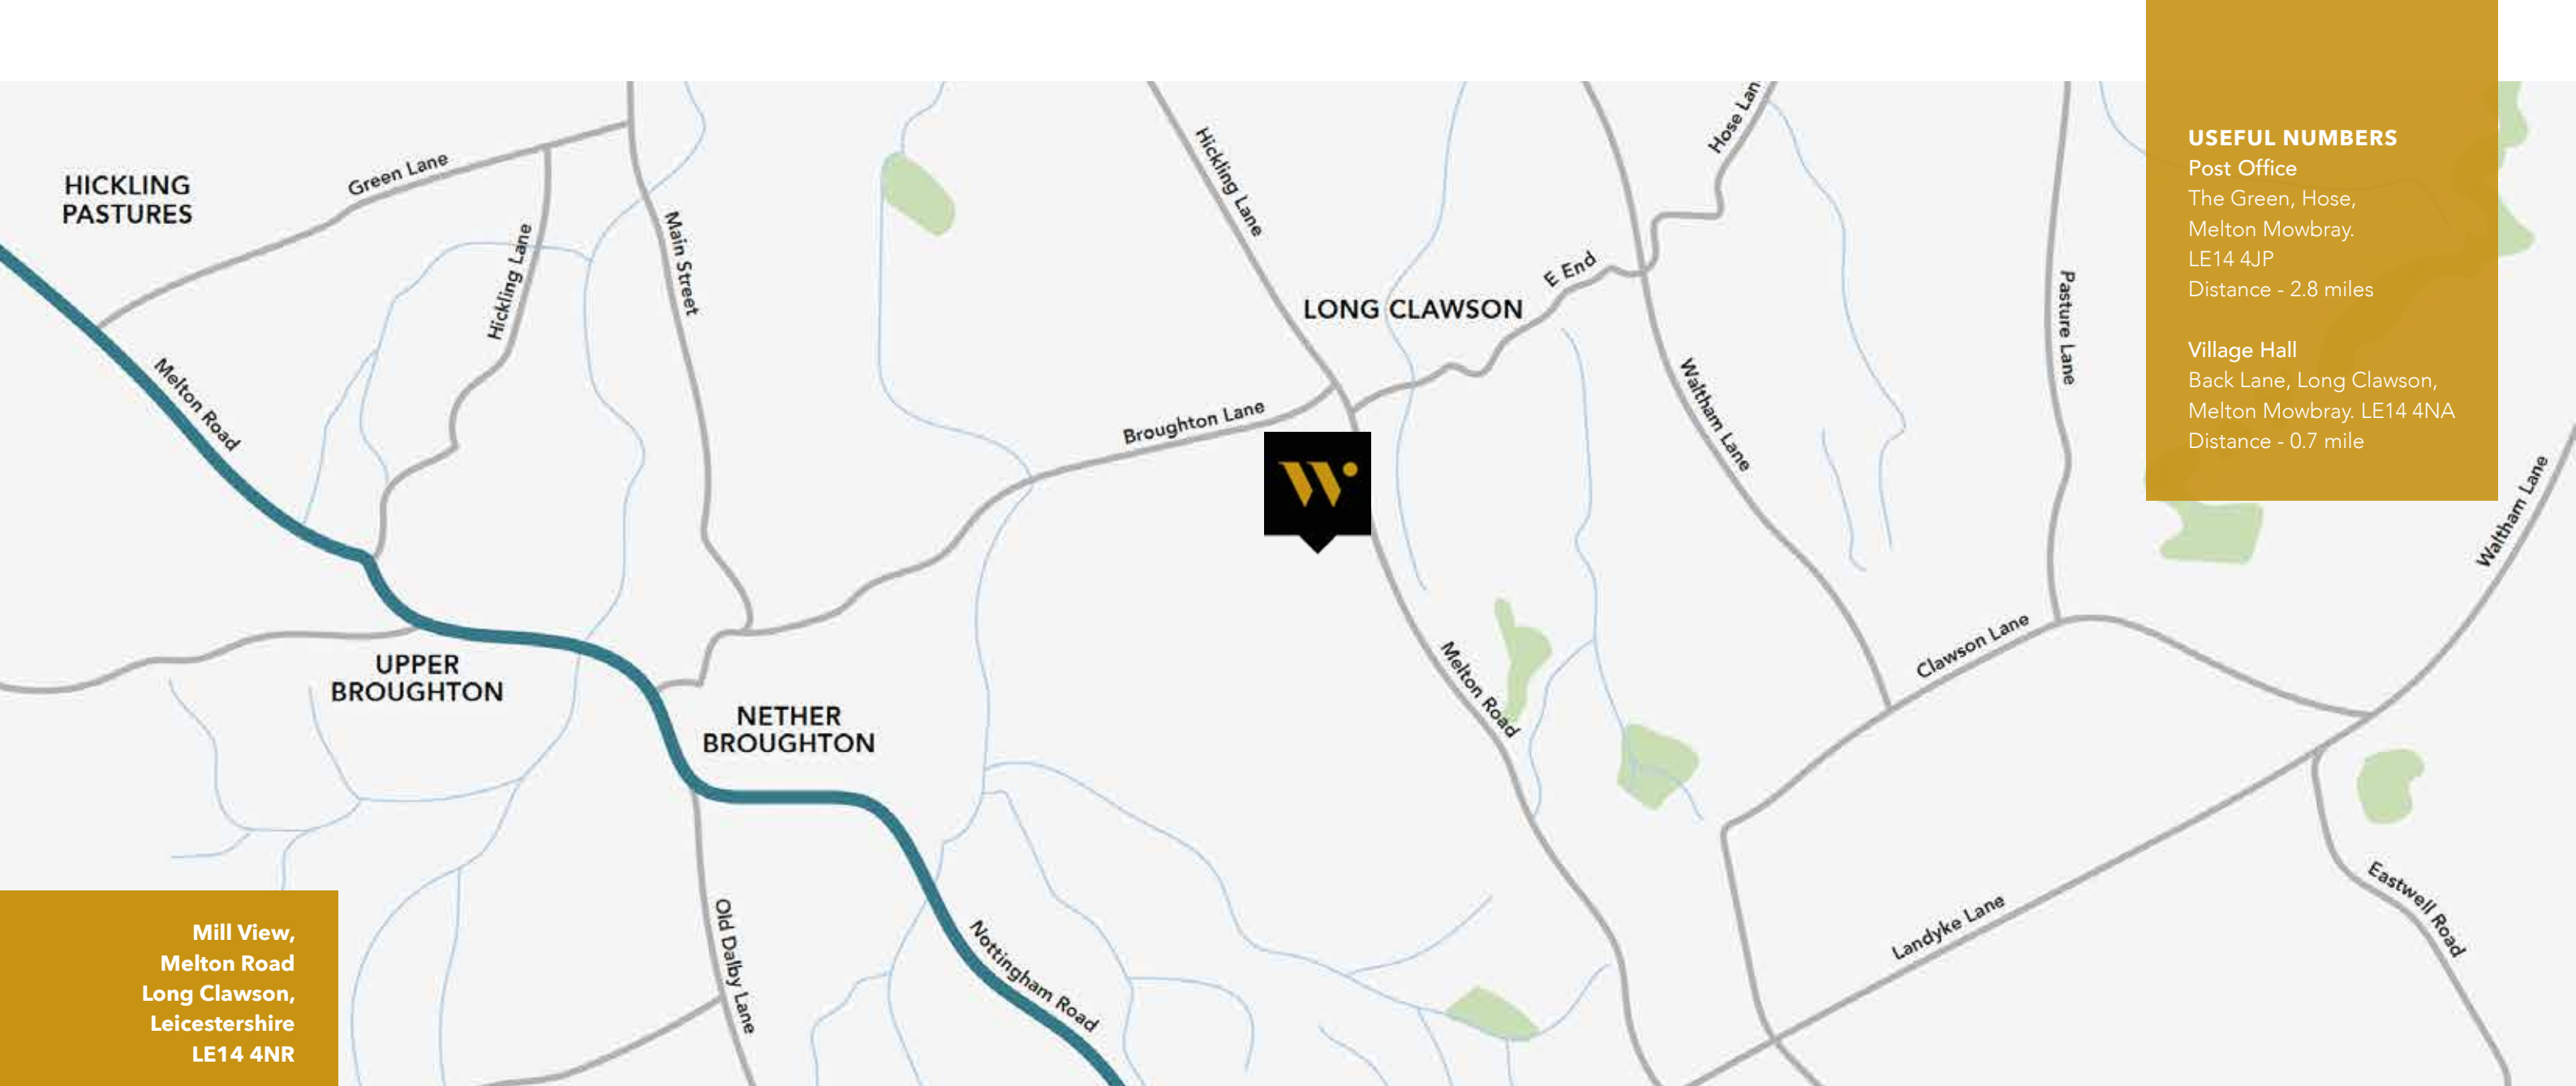 USEFUL NUMBERS
Post Office
The Green, Hose,
Melton Mowbray.
LE14 4JP
Distance - 2.8 miles
Village Hall
Back Lane, Long Clawson,
Melton Mowbray. LE14 4NA
Distance - 0.7 mile
HICKLING
PASTURES
Green Lane
Hickling Lane
Main Street
Melton Road
Hickling Lane
Hose Lan
E End
LONG CLAWSON
Broughton Lane
Waltham Lane
Pasture Lane
Waltham Lane
W
UPPER
BROUGHTON
NETHER
BROUGHTON
Melton Road
Clawson Lane
Old Dalby Lane
Nottingham Road
Landyke Lane
Eastwell Road
Mill View,
Melton Road
Long Clawson,
Leicestershire
LE14 4NR